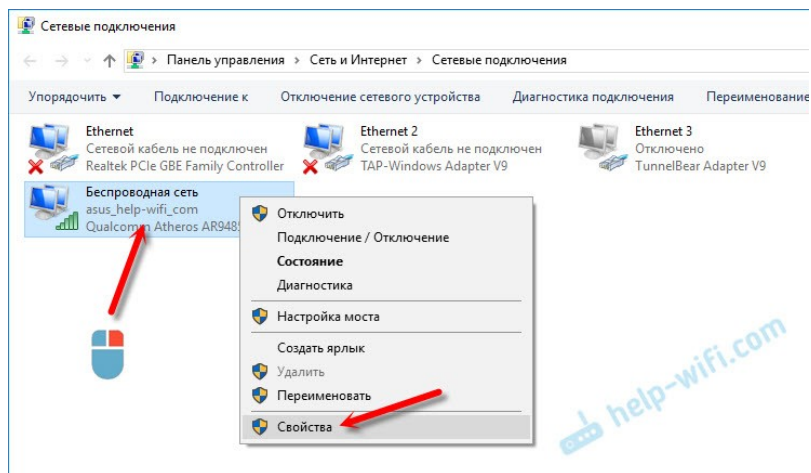 Сетевые подключения
Панель управления › Сеть и Интернет › Сетевые подключения
Упорядочить Подключение к Отключение сетевого устройства Диагностика подключения Переименование
Ethernet
Сетевой кабель не подключен
Realtek PCIe GBE Family Controller
Ethernet 2
Сетевой кабель не подключен
TAP-Windows Adapter V9
Ethernet 3
Отключено
TunnelBear Adapter V9
Беспроводная сеть
asus_help-wifi_com
Qualcomm Atheros AR9485
Отключить
Подключение / Отключение
Состояние
Диагностика
Настройка моста
Создать ярлык
Удалить
Переименовать
Свойства
help-wifi.com